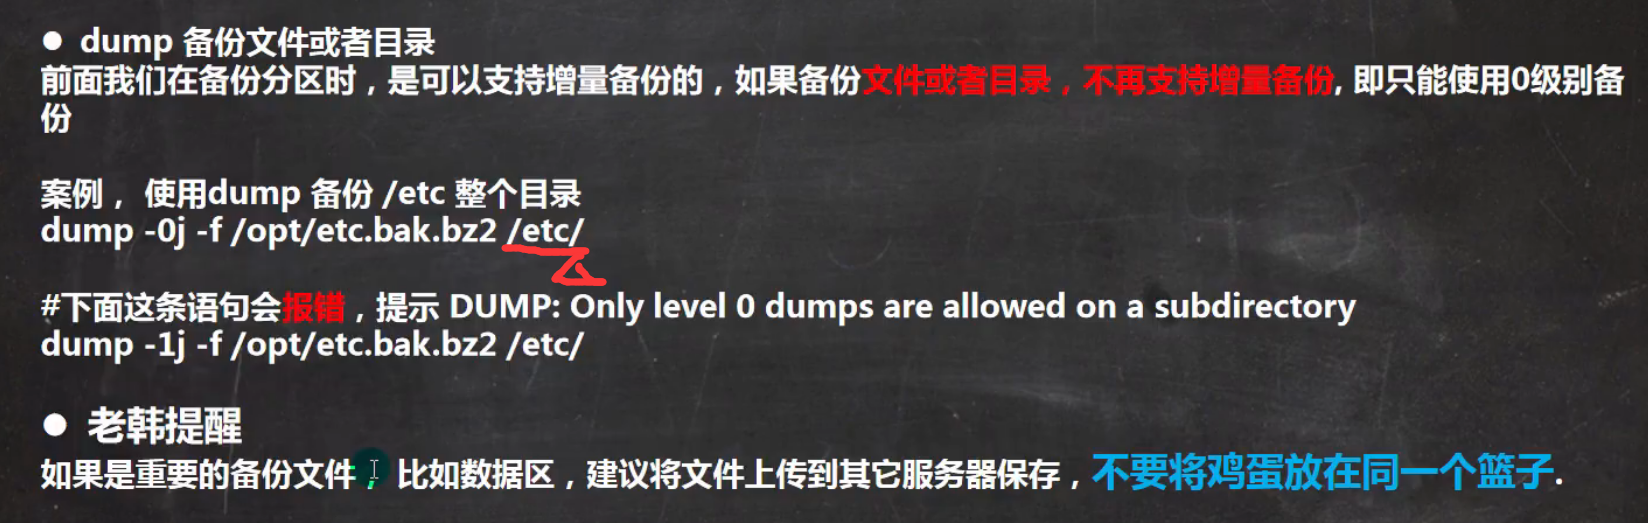 ● dump 备份文件或者目录
前面我们在备份分区时，是可以支持增量备份的，如果备份文件或者目录，不再支持增量备份, 即只能使用0级别备
份
案例， 使用dump 备份 /etc 整个目录
dump -0j -f /opt/etc.bak.bz2 /etc/
#下面这条语句会报错，提示 DUMP: Only level 0 dumps are allowed on a subdirectory
dump -1j -f /opt/etc.bak.bz2 /etc/
● 老韩提醒
如果是重要的备份文件，比如数据区，建议将文件上传到其它服务器保存，不要将鸡蛋放在同一个篮子.